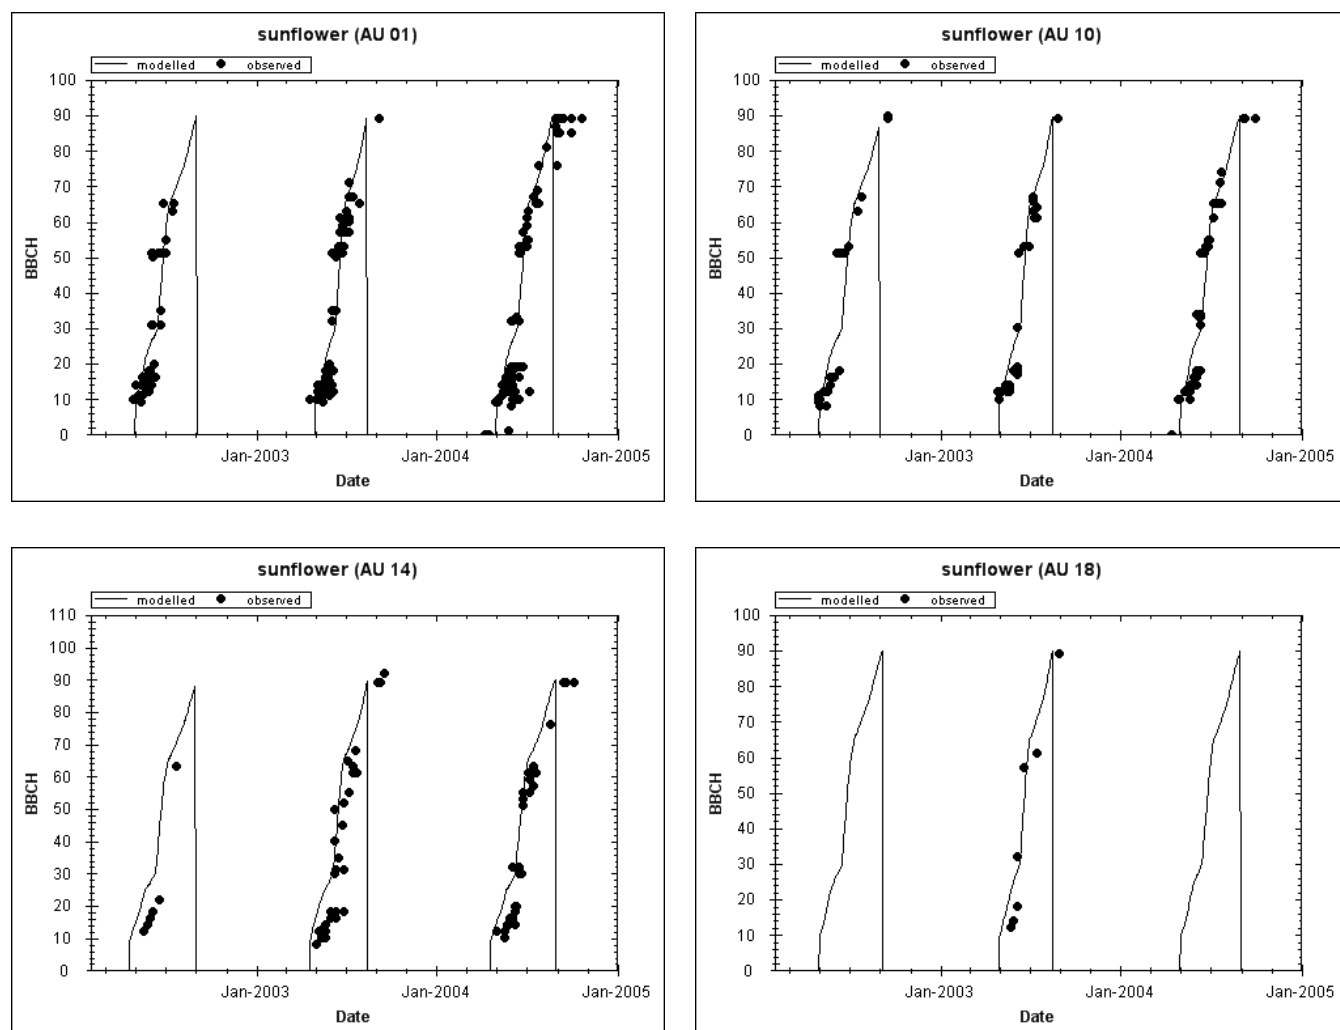 sunflower (AU 01)
modelled observed
100
90
80
70
60
50
40
30
20
10
0
BBCH
Jan-2003 Jan-2004 Jan-2005
Date
sunflower (AU 10)
modelled observed
100
90
80
70
60
50
40
30
20
10
0
BBCH
Jan-2003 Jan-2004 Jan-2005
Date
sunflower (AU 14)
modelled observed
110
100
90
80
70
60
50
40
30
20
10
0
BBCH
Jan-2003 Jan-2004 Jan-2005
Date
sunflower (AU 18)
modelled observed
100
90
80
70
60
50
40
30
20
10
0
BBCH
Jan-2003 Jan-2004 Jan-2005
Date